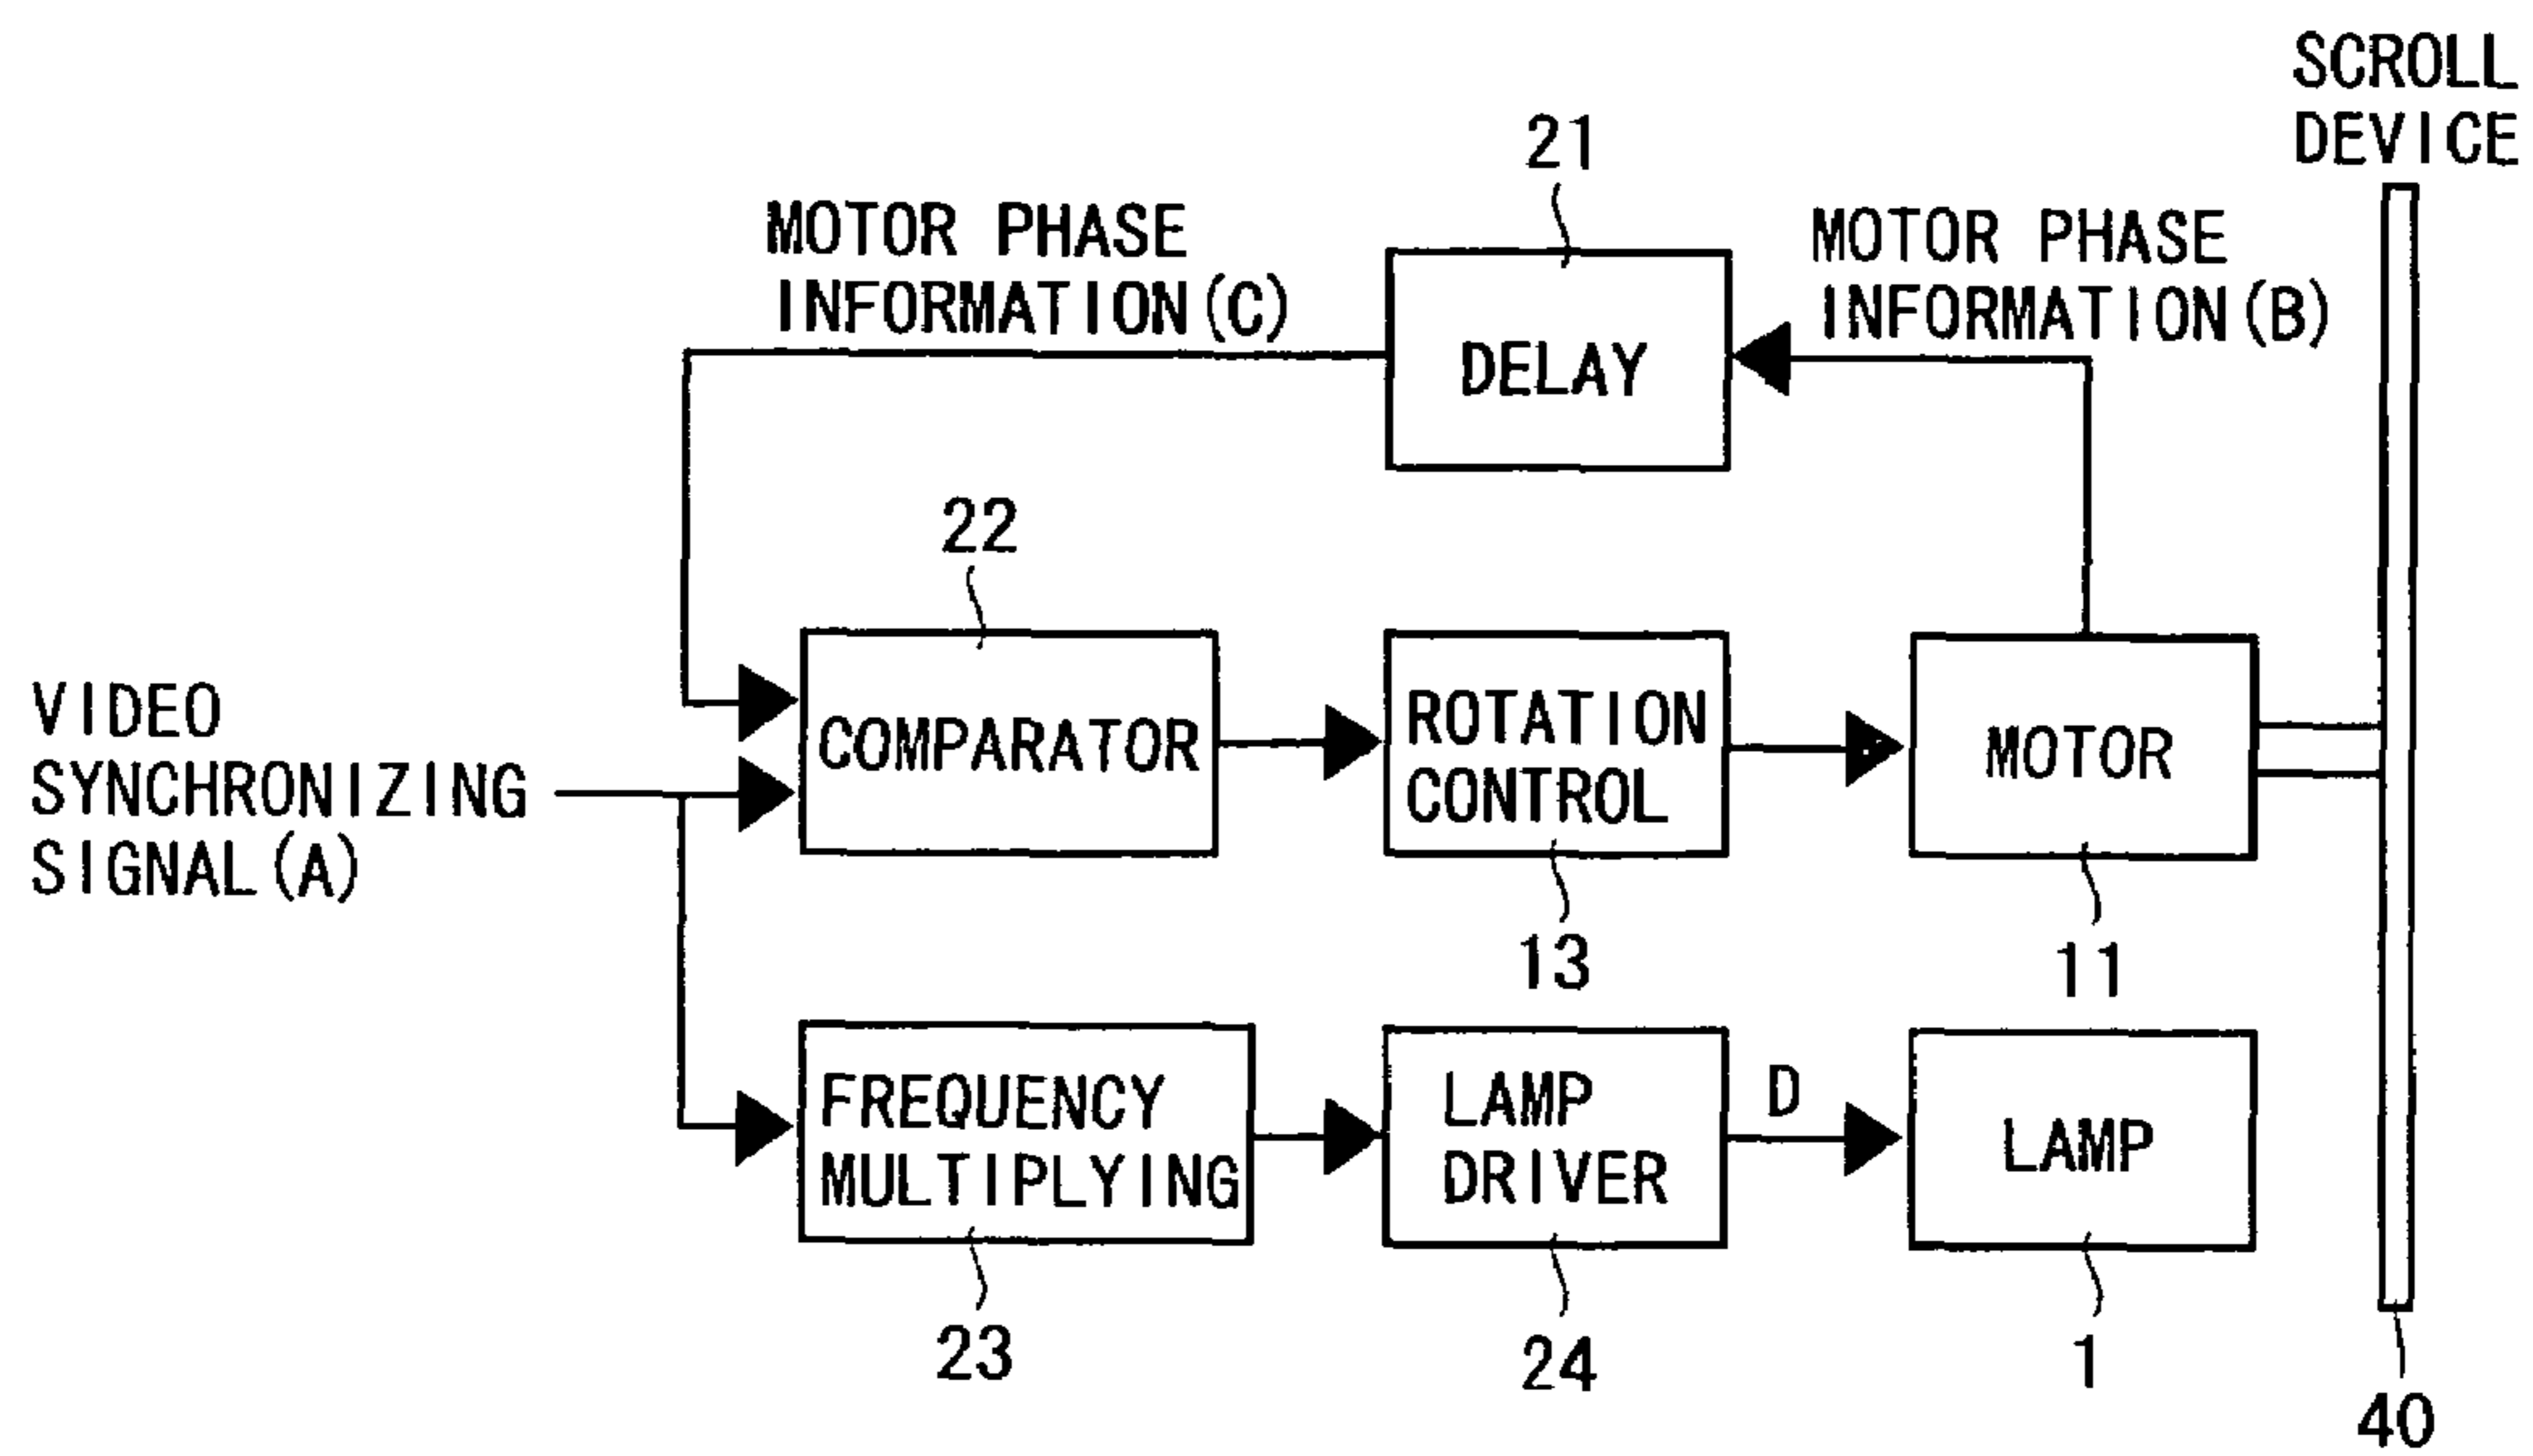 SCROLL
DEVICE
21
MOTOR PHASE
INFORMATION(C)
MOTOR PHASE
INFORMATION(B)
DELAY
22
VIDEO
SYNCHRONIZING
SIGNAL(A)
COMPARATOR
ROTATION
CONTROL
MOTOR
13
11
FREQUENCY
MULTIPLYING
LAMP
DRIVER
D
LAMP
23
24
1
40